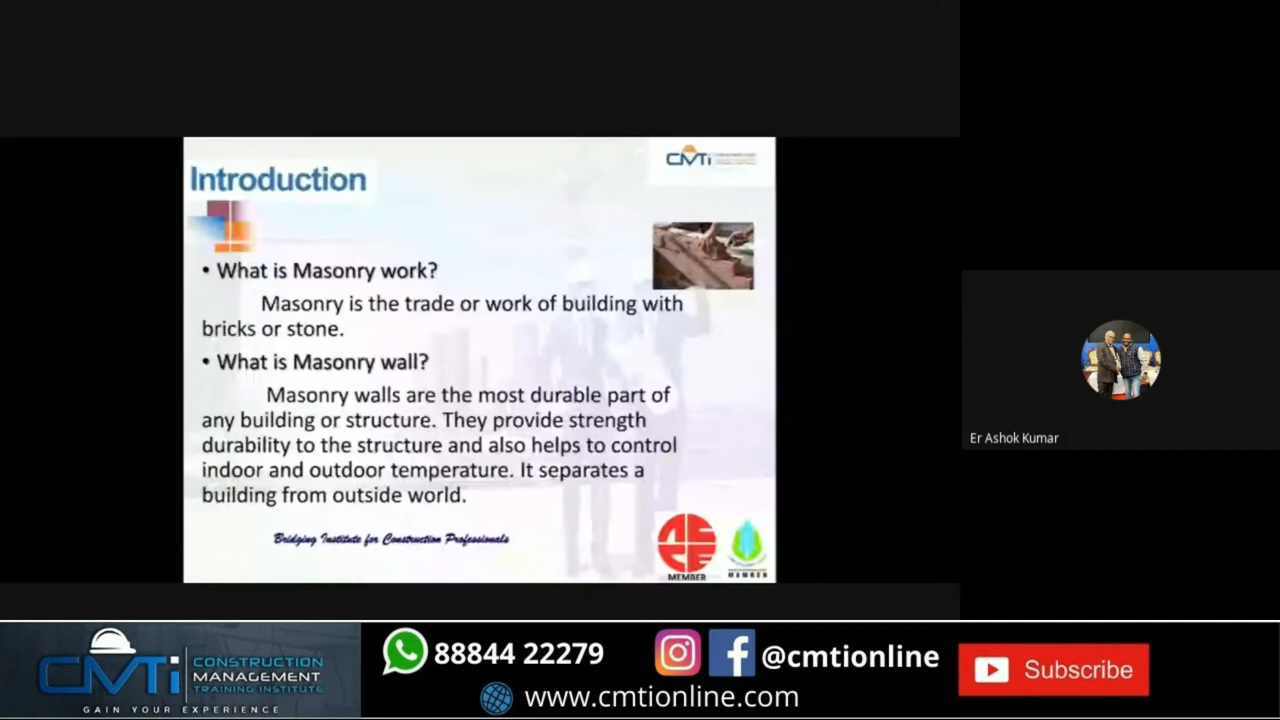 CMTi
Introduction
• What is Masonry work?
Masonry is the trade or work of building with
bricks or stone.
• What is Masonry wall?
Masonry walls are the most durable part of
any building or structure. They provide strength
durability to the structure and also helps to control
indoor and outdoor temperature. It separates a
building from outside world.
Bridging Institute for Construction Professionals
MEMBER
MEMBER
Er Ashok Kumar
CMTi
CONSTRUCTION
MANAGEMENT
TRAINING INSTITUTE
GAIN YOUR EXPERIENCE
88844 22279
@cmtionline
www.cmtionline.com
Subscribe